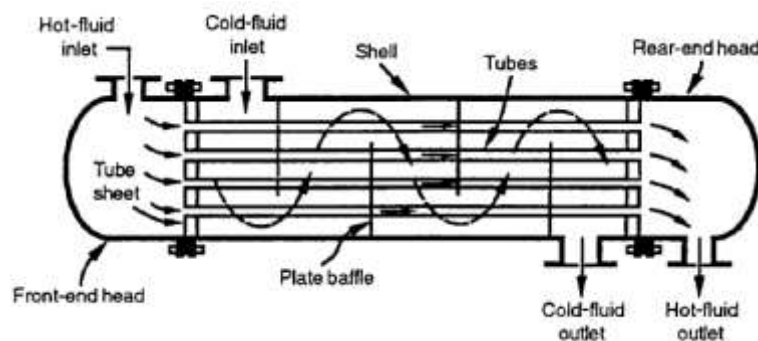 Hot-fluid
inlet
Cold-fluid
inlet
Shell
Tubes
Rear-end head
Tube
sheet
Front-end head
Plate baffle
Cold-fluid
outlet
Hot-fluid
outlet